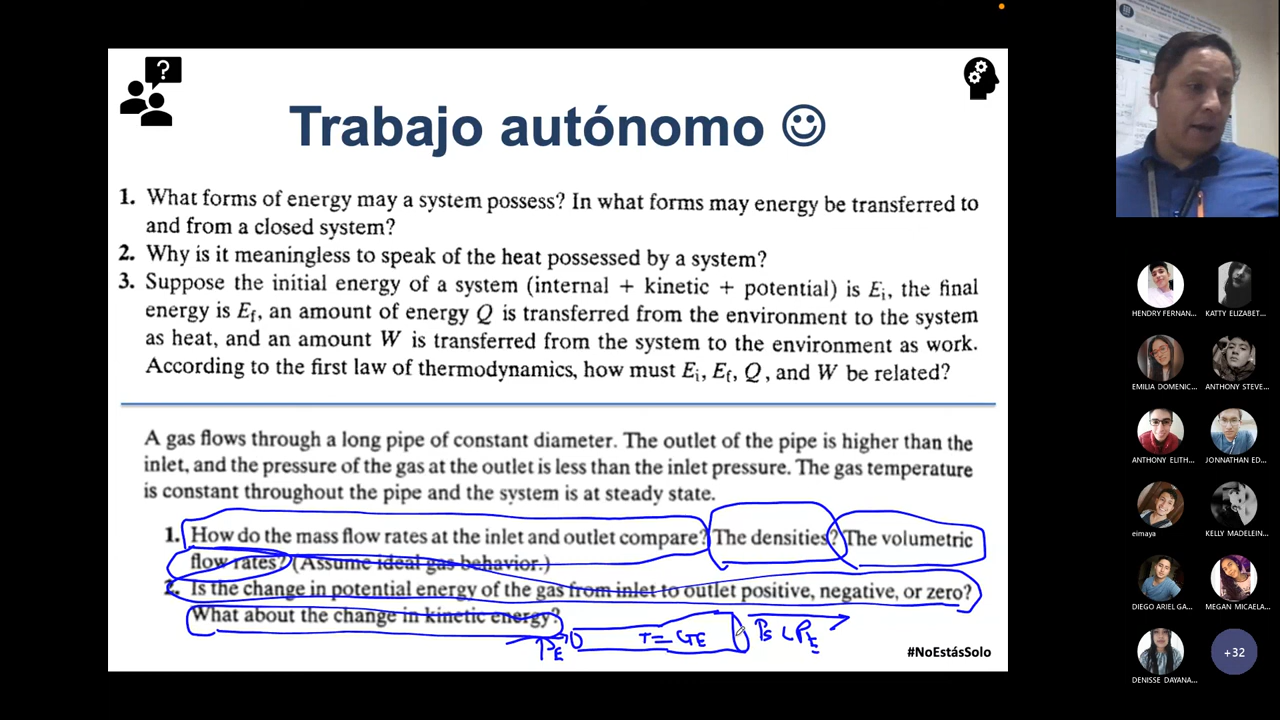 ?
Trabajo autónomo ☺
1. What forms of energy may a system possess? In what forms may energy be transferred to
and from a closed system?
2. Why is it meaningless to speak of the heat possessed by a system?
3. Suppose the initial energy of a system (internal + kinetic + potential) is Ei, the final
energy is Ef, an amount of energy Q is transferred from the environment to the system
as heat, and an amount W is transferred from the system to the environment as work.
According to the first law of thermodynamics, how must Ei, Ef, Q, and W be related?
A gas flows through a long pipe of constant diameter. The outlet of the pipe is higher than the
inlet, and the pressure of the gas at the outlet is less than the inlet pressure. The gas temperature
is constant throughout the pipe and the system is at steady state.
1. How do the mass flow rates at the inlet and outlet compare? The densities? The volumetric
flow rates? (Assume ideal gas behavior.)
2. Is the change in potential energy of the gas from inlet to outlet positive, negative, or zero?
What about the change in kinetic energy?
PE T = CTE Ps < PE
#NoEstásSolo
HENDRY FERNAN...
KATTY ELIZABET...
EMILIA DOMENIC...
ANTHONY STEVE...
ANTHONY ELITH...
JONNATHAN ED...
eimaya
KELLY MADELEIN...
DIEGO ARIEL GA...
MEGAN MICAELA...
DENISSE DAYANA...
+32